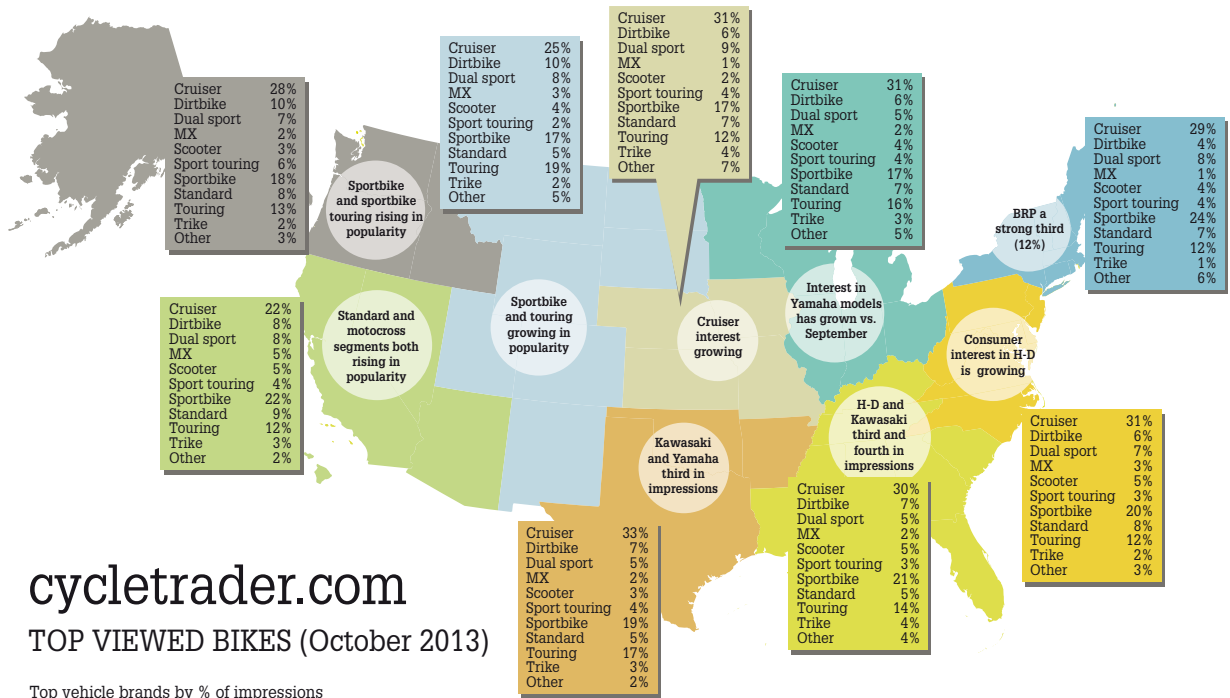 Cruiser 28%
Dirtbike 10%
Dual sport 7%
MX 2%
Scooter 3%
Sport touring 6%
Sportbike 18%
Standard 8%
Touring 13%
Trike 2%
Other 3%
Cruiser 25%
Dirtbike 10%
Dual sport 8%
MX 3%
Scooter 4%
Sport touring 2%
Sportbike 17%
Standard 5%
Touring 19%
Trike 2%
Other 5%
Cruiser 31%
Dirtbike 6%
Dual sport 9%
MX 1%
Scooter 2%
Sport touring 4%
Sportbike 17%
Standard 7%
Touring 12%
Trike 4%
Other 7%
Cruiser 31%
Dirtbike 6%
Dual sport 5%
MX 2%
Scooter 4%
Sport touring 4%
Sportbike 17%
Standard 7%
Touring 16%
Trike 3%
Other 5%
Cruiser 29%
Dirtbike 4%
Dual sport 8%
MX 1%
Scooter 4%
Sport touring 4%
Sportbike 24%
Standard 7%
Touring 12%
Trike 1%
Other 6%
Sportbike
and sportbike
touring rising in
popularity
BRP a
strong third
(12%)
Cruiser 22%
Dirtbike 8%
Dual sport 8%
MX 5%
Scooter 5%
Sport touring 4%
Sportbike 22%
Standard 9%
Touring 12%
Trike 3%
Other 2%
Standard and
motocross
segments both
rising in
popularity
Sportbike
and touring
growing in
popularity
Cruiser
interest
growing
Interest in
Yamaha models
has grown vs.
September
Consumer
interest in H-D
is growing
Kawasaki
and Yamaha
third in
impressions
H-D and
Kawasaki
third and
fourth in
impressions
Cruiser 33%
Dirtbike 7%
Dual sport 5%
MX 2%
Scooter 3%
Sport touring 4%
Sportbike 19%
Standard 5%
Touring 17%
Trike 3%
Other 2%
Cruiser 30%
Dirtbike 7%
Dual sport 5%
MX 2%
Scooter 5%
Sport touring 3%
Sportbike 21%
Standard 5%
Touring 14%
Trike 4%
Other 4%
Cruiser 31%
Dirtbike 6%
Dual sport 7%
MX 3%
Scooter 5%
Sport touring 3%
Sportbike 20%
Standard 8%
Touring 12%
Trike 2%
Other 3%
cycletrader.com
TOP VIEWED BIKES (October 2013)
Top vehicle brands by % of impressions